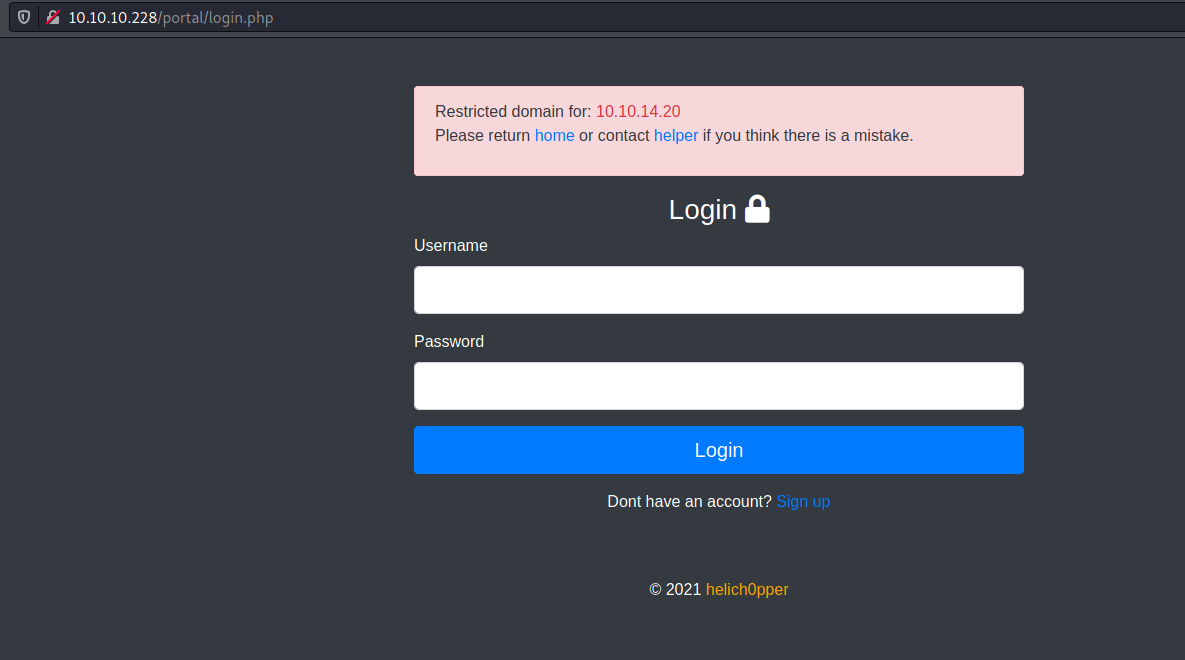 10.10.10.228/portal/login.php
Restricted domain for: 10.10.14.20
Please return home or contact helper if you think there is a mistake.
Login
Username
Password
Login
Dont have an account? Sign up
© 2021 helich0pper